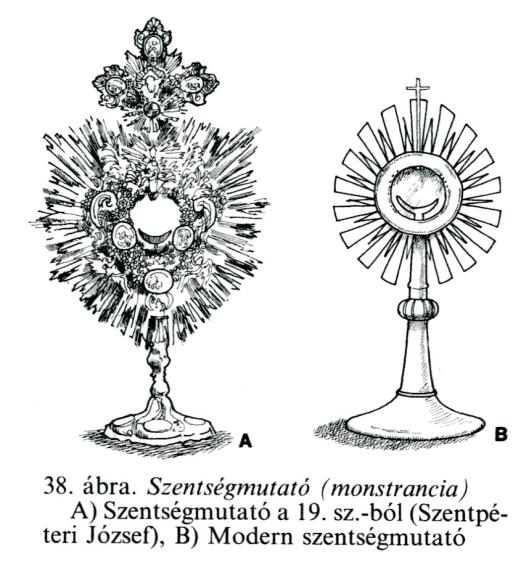 A
B
38. ábra. Szentségmutató (monstrancia)
A) Szentségmutató a 19. sz.-ból (Szentpé-
teri József), B) Modern szentségmutató